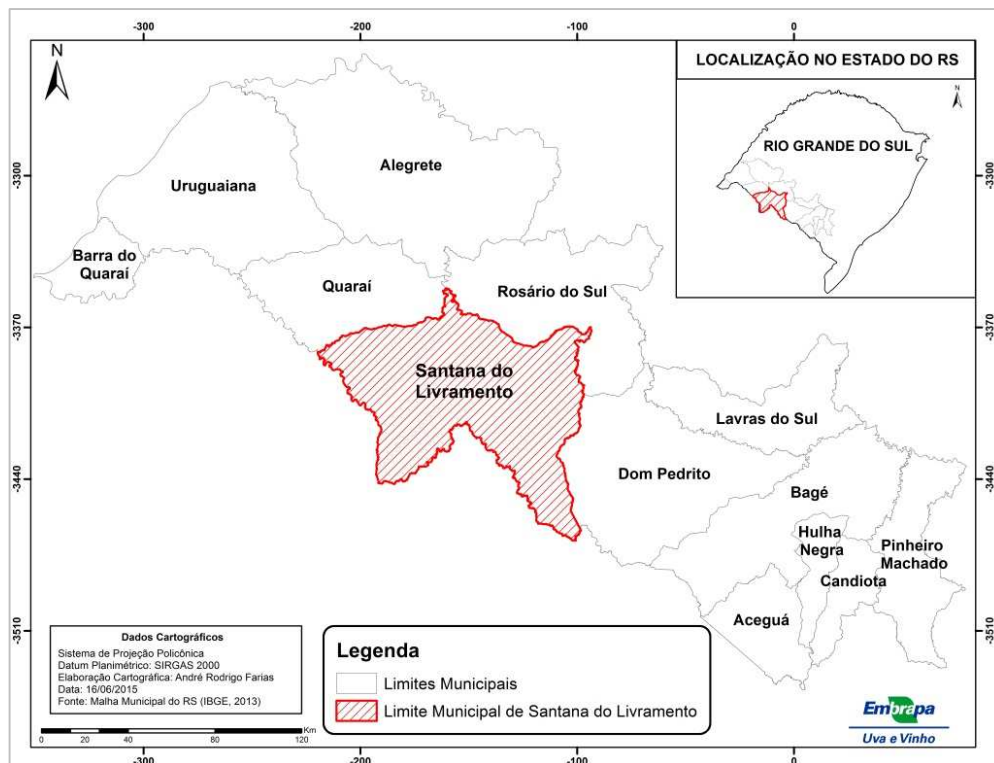 -300
-200
-100
0
N
LOCALIZAÇÃO NO ESTADO DO RS
N
RIO GRANDE DO SUL
-3300
-3300
Alegrete
Uruguaiana
Barra do
Quaraí
Quaraí
Rosário do Sul
-3370
-3370
Santana do
Livramento
Lavras do Sul
Dom Pedrito
-3440
-3440
Bagé
Hulha
Negra
Pinheiro
Machado
Candiota
Aceguá
-3510
-3510
Dados Cartográficos
Sistema de Projeção Policônica
Datum Planimétrico: SIRGAS 2000
Elaboração Cartográfica: André Rodrigo Farias
Data: 16/06/2015
Fonte: Malha Municipal do RS (IBGE, 2013)
Legenda
Limites Municipais
Limite Municipal de Santana do Livramento
Km
0 20 40 80 120
Embrapa
Uva e Vinho
-300
-200
-100
0